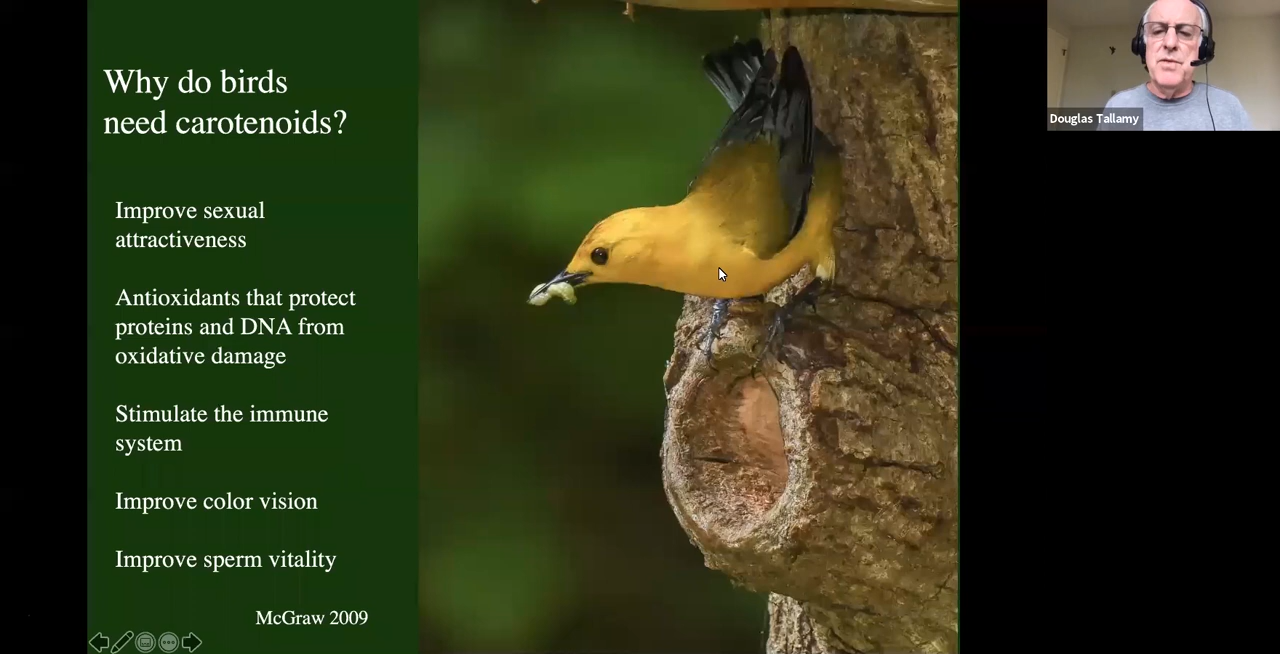 Why do birds
need carotenoids?
Improve sexual
attractiveness
Antioxidants that protect
proteins and DNA from
oxidative damage
Stimulate the immune
system
Improve color vision
Improve sperm vitality
McGraw 2009
Douglas Tallamy